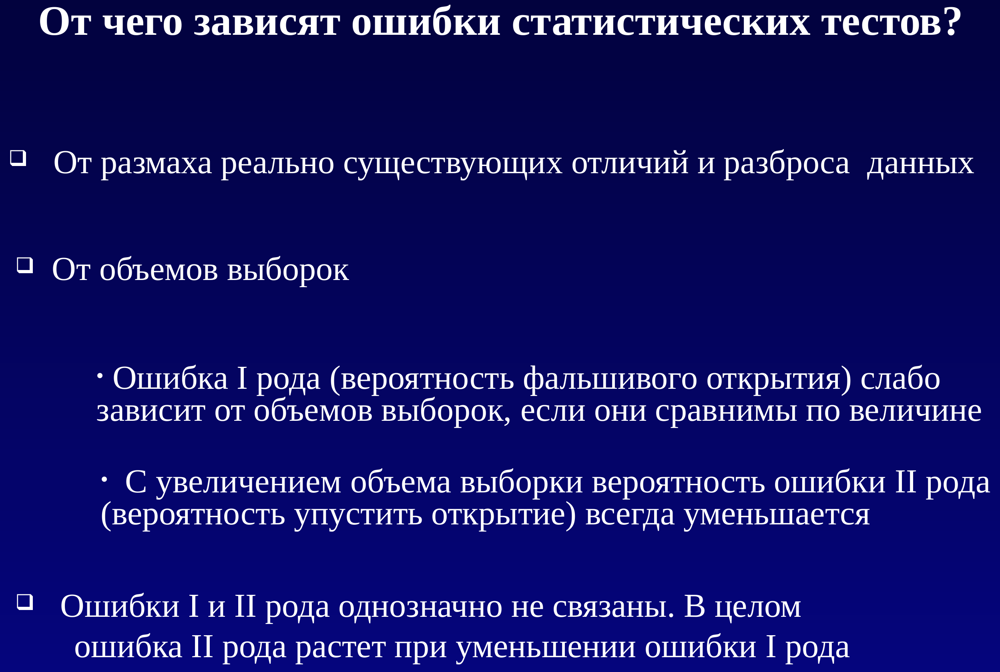 От чего зависят ошибки статистических тестов?
❑ От размаха реально существующих отличий и разброса данных
❑ От объемов выборок
• Ошибка I рода (вероятность фальшивого открытия) слабо
зависит от объемов выборок, если они сравнимы по величине
• С увеличением объема выборки вероятность ошибки II рода
(вероятность упустить открытие) всегда уменьшается
❑ Ошибки I и II рода однозначно не связаны. В целом
ошибка II рода растет при уменьшении ошибки I рода